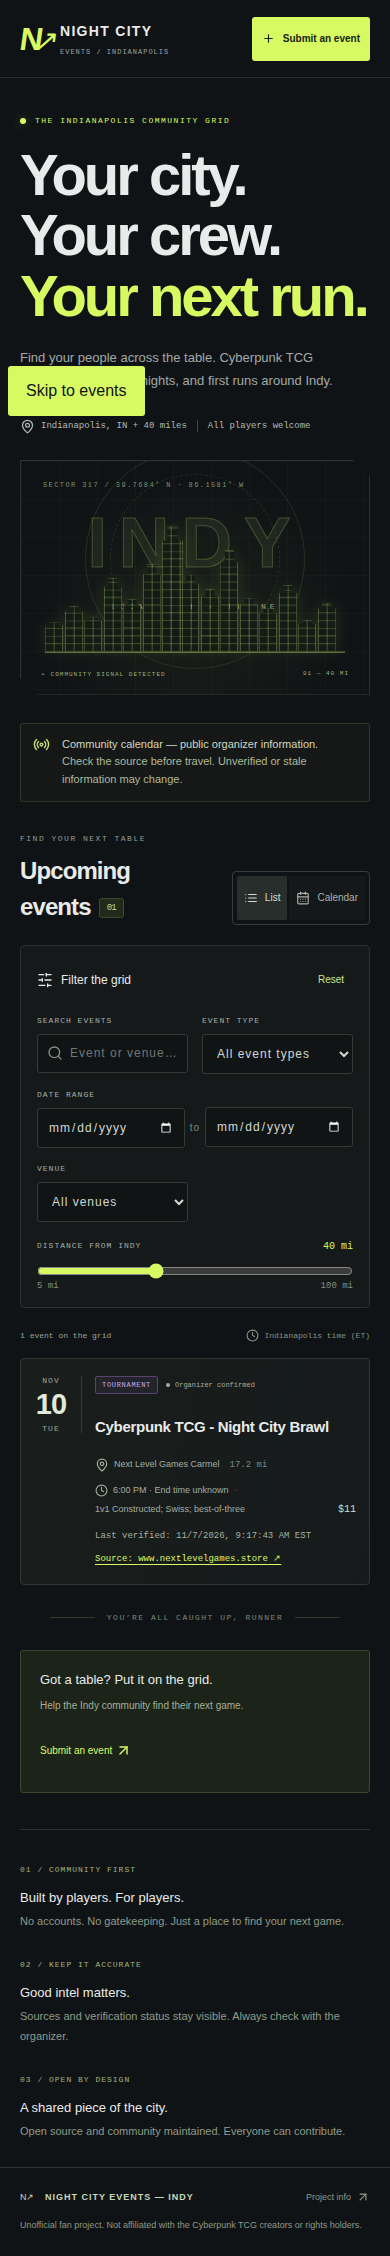 N↗ NIGHT CITY
EVENTS / INDIANAPOLIS
+ Submit an event
THE INDIANAPOLIS COMMUNITY GRID
Your city.
Your crew.
Your next run.
Find your people across the table. Cyberpunk TCG
nights, and first runs around Indy.
Skip to events
Indianapolis, IN + 40 miles | All players welcome
SECTOR 317 / 39.7684° N · 86.1581° W
INDY
COMMUNITY SIGNAL DETECTED
01 — 40 MI
Community calendar — public organizer information.
Check the source before travel. Unverified or stale
information may change.
FIND YOUR NEXT TABLE
Upcoming
events 01
List
Calendar
Filter the grid
Reset
SEARCH EVENTS
EVENT TYPE
Event or venue…
All event types
DATE RANGE
mm/dd/yyyy to mm/dd/yyyy
VENUE
All venues
DISTANCE FROM INDY
40 mi
5 mi
100 mi
1 event on the grid
Indianapolis time (ET)
NOV
10
TUE
TOURNAMENT
Organizer confirmed
Cyberpunk TCG - Night City Brawl
Next Level Games Carmel 17.2 mi
6:00 PM · End time unknown ·
1v1 Constructed; Swiss; best-of-three
$11
Last verified: 11/7/2026, 9:17:43 AM EST
Source: www.nextlevelgames.store ↗
YOU'RE ALL CAUGHT UP, RUNNER
Got a table? Put it on the grid.
Help the Indy community find their next game.
Submit an event
01 / COMMUNITY FIRST
Built by players. For players.
No accounts. No gatekeeping. Just a place to find your next game.
02 / KEEP IT ACCURATE
Good intel matters.
Sources and verification status stay visible. Always check with the
organizer.
03 / OPEN BY DESIGN
A shared piece of the city.
Open source and community maintained. Everyone can contribute.
N↗ NIGHT CITY EVENTS — INDY
Project info
Unofficial fan project. Not affiliated with the Cyberpunk TCG creators or rights holders.